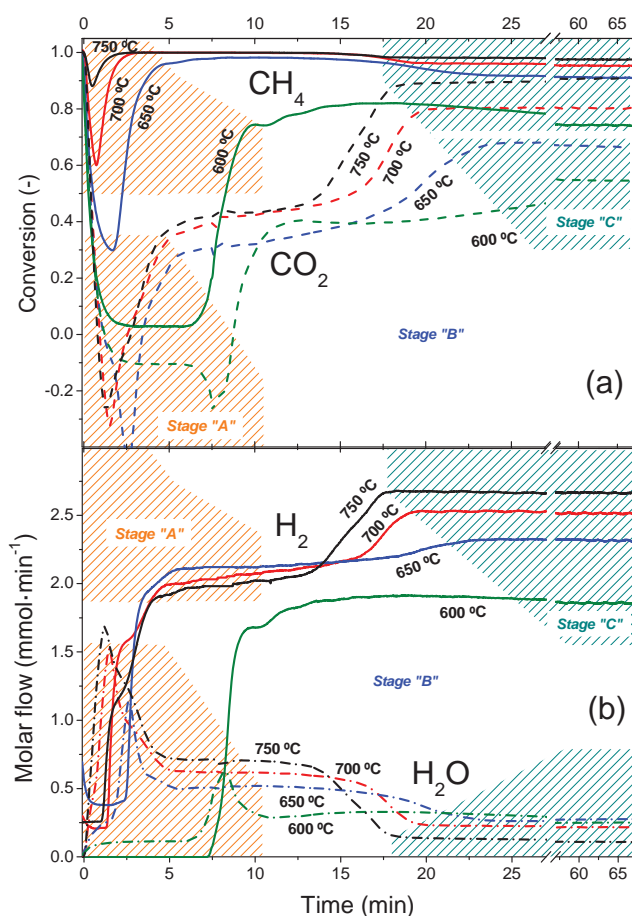 0 5 10 15 20 25 60 65
1.0
750 ºC
700 ºC
650 ºC
CH4
600 ºC
0.8
0.6
0.4
0.2
0.0
-0.2
Conversion (-)
750 ºC
700 ºC
650 ºC
600 ºC
CO2
Stage "C"
Stage "B"
Stage "A"
(a)
2.5
2.0
1.5
1.0
0.5
0.0
Molar flow (mmol·min-1)
Stage "A"
H2
750 ºC
700 ºC
650 ºC
600 ºC
Stage "C"
Stage "B"
(b)
750 ºC
700 ºC
H2O
650 ºC
600 ºC
0 5 10 15 20 25 60 65
Time (min)